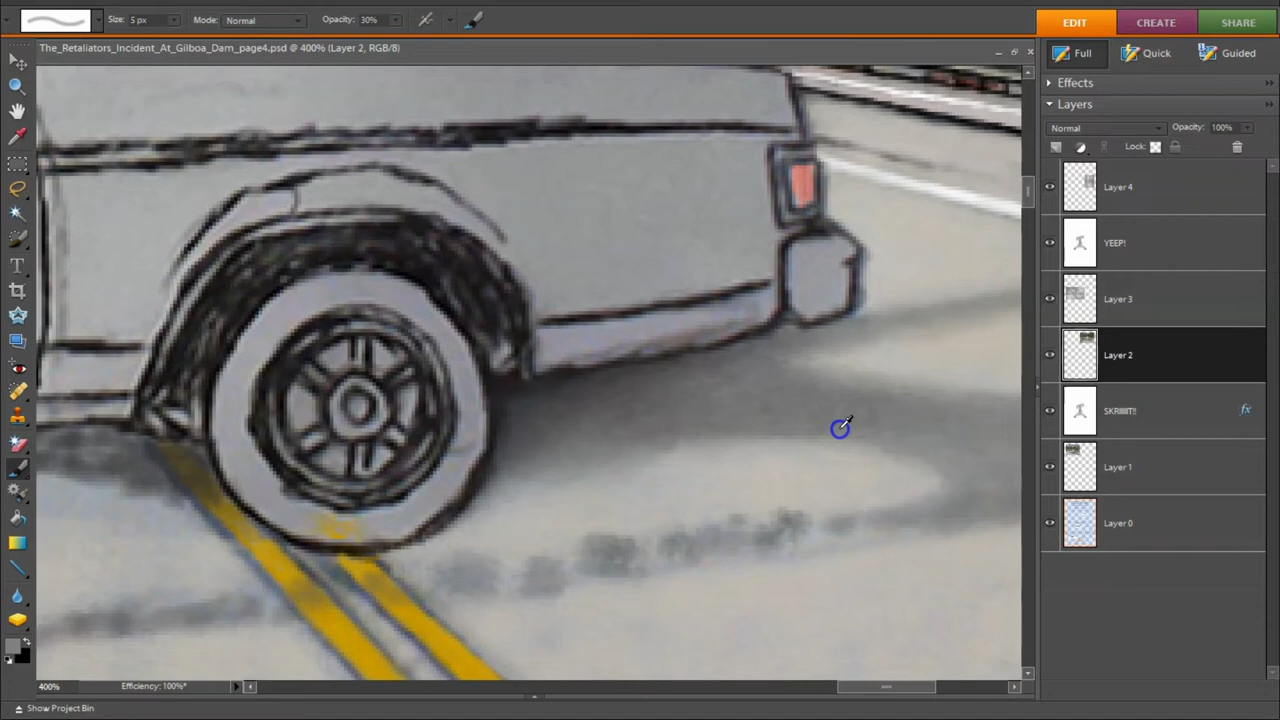 Size: 5 px Mode: Normal Opacity: 30%
EDIT CREATE SHARE
The_Retaliators_Incident_At_Gilboa_Dam_page4.psd @ 400% (Layer 2, RGB/8)
Full Quick Guided
Effects
Layers
Normal Opacity: 100%
Lock:
Layer 4
YEEP!
Layer 3
Layer 2
SKRIIIIIT!!
Layer 1
Layer 0
400% Efficiency: 100%*
Show Project Bin